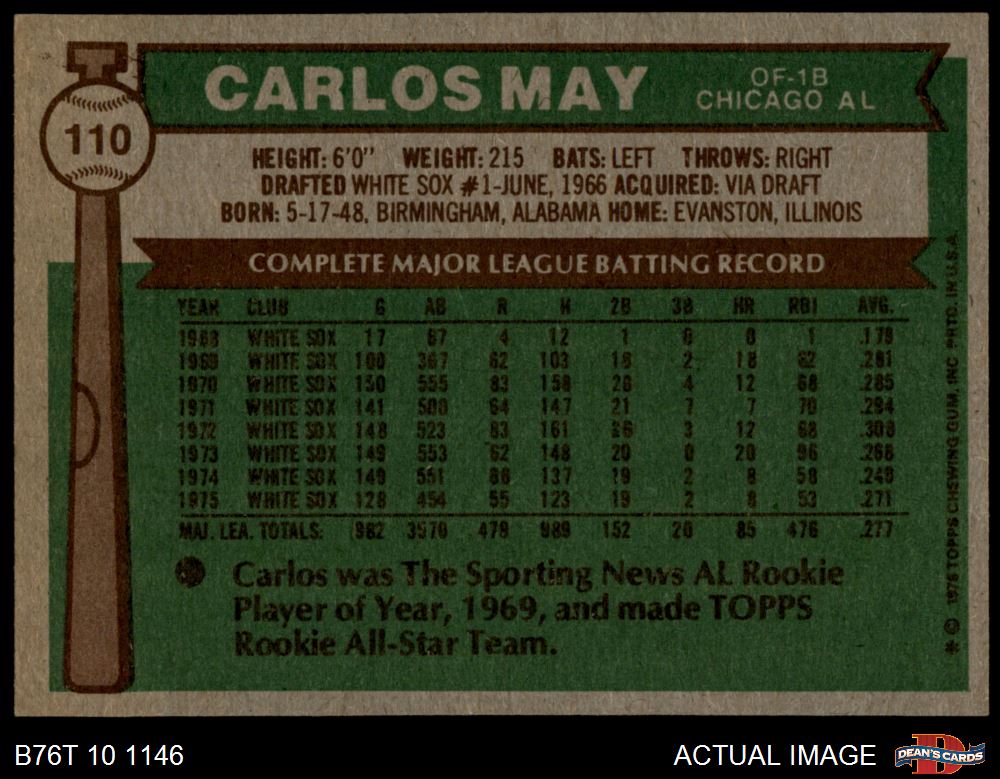 CARLOS MAY
OF-1B
CHICAGO AL
110
HEIGHT: 6'0" WEIGHT: 215 BATS: LEFT THROWS: RIGHT
DRAFTED WHITE SOX #1-JUNE, 1966 ACQUIRED: VIA DRAFT
BORN: 5-17-48, BIRMINGHAM, ALABAMA HOME: EVANSTON, ILLINOIS
COMPLETE MAJOR LEAGUE BATTING RECORD
YEAR CLUB G AB R H 2B 3B HR RBI AVG.
1968 WHITE SOX 17 67 4 12 1 0 0 1 .179
1969 WHITE SOX 100 367 62 103 18 2 18 62 .281
1970 WHITE SOX 150 555 83 158 28 4 12 68 .285
1971 WHITE SOX 141 500 64 147 21 7 7 70 .294
1972 WHITE SOX 148 523 83 161 26 3 12 68 .308
1973 WHITE SOX 149 553 62 148 20 0 20 96 .268
1974 WHITE SOX 149 551 66 137 19 2 8 58 .249
1975 WHITE SOX 128 454 55 123 19 2 8 53 .271
MAJ. LEA. TOTALS: 982 3570 479 989 152 20 85 476 .277
Carlos was The Sporting News AL Rookie
Player of Year, 1969, and made TOPPS
Rookie All-Star Team.
* © 1976 TOPPS CHEWING GUM, INC. PRTD. IN U.S.A.
B76T 10 1146
ACTUAL IMAGE
DEAN'S CARDS